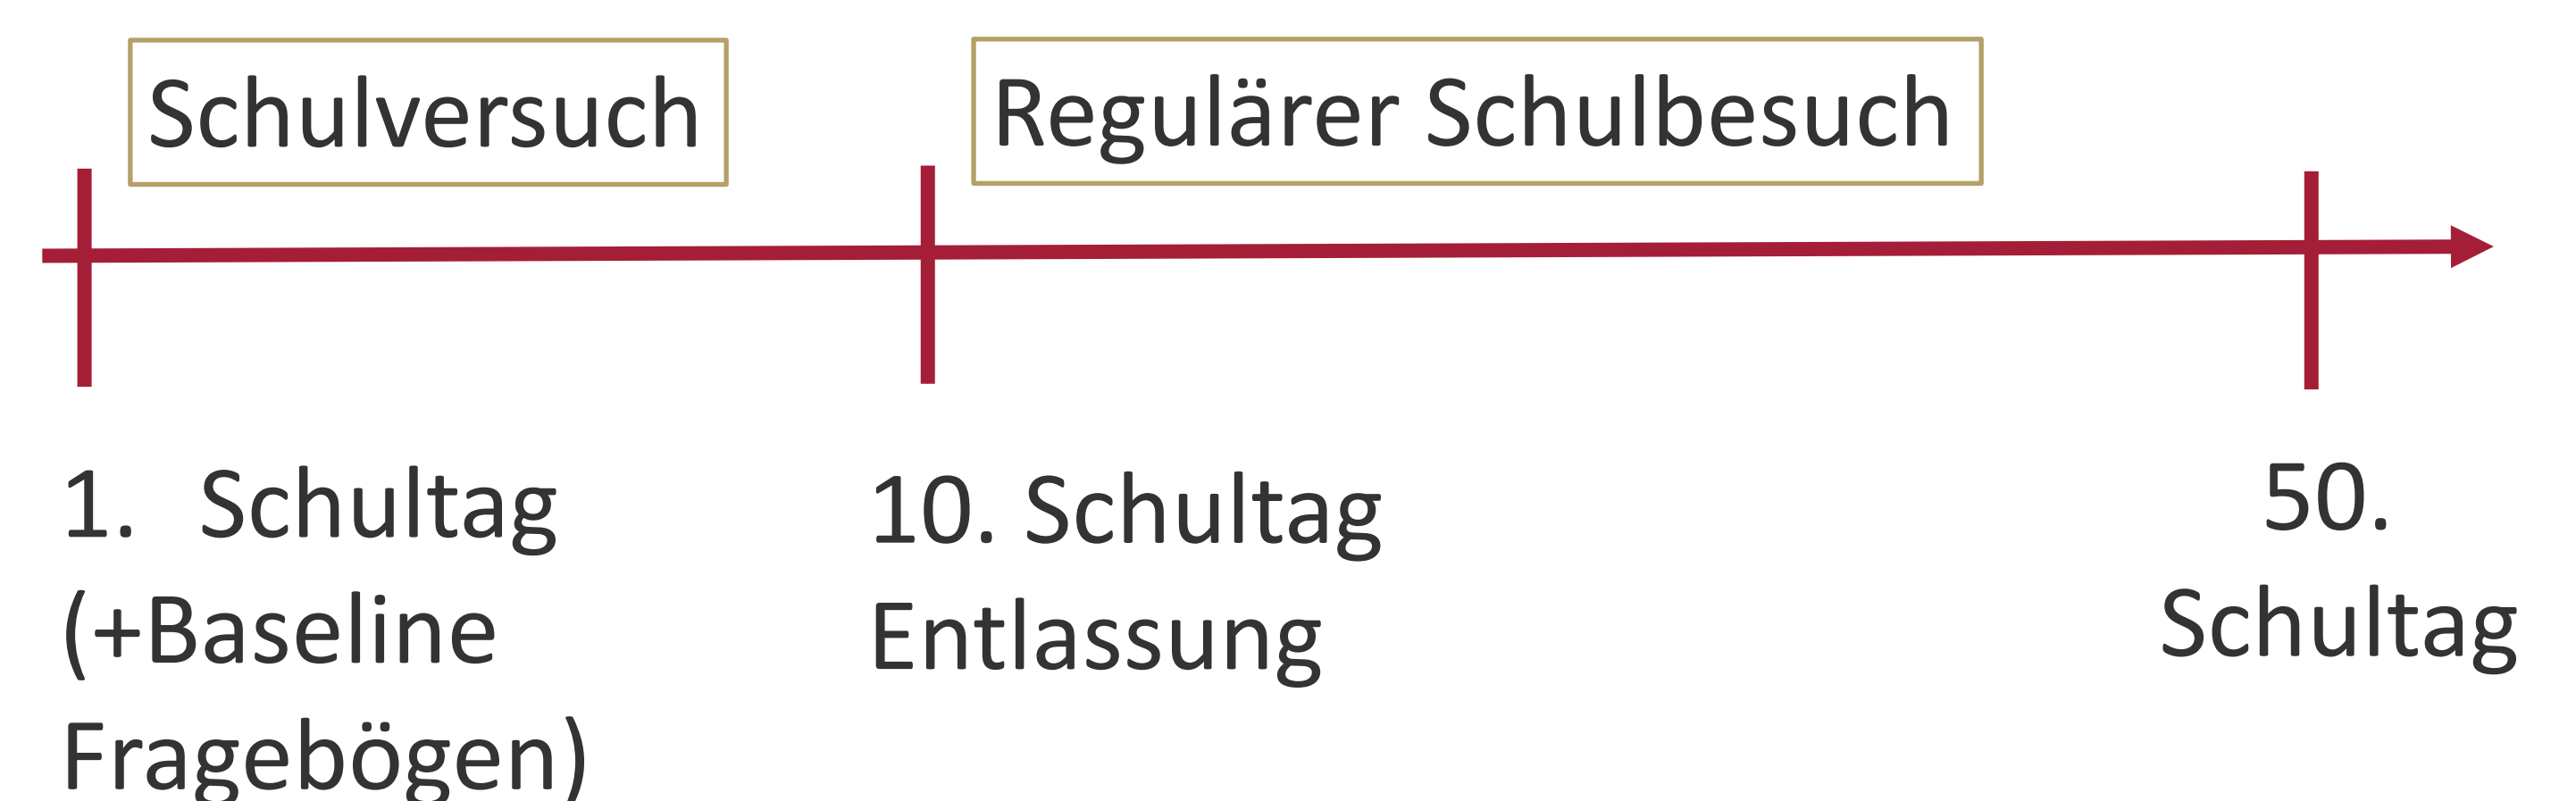 Schulversuch
Regulärer Schulbesuch
1. Schultag
(+Baseline
Fragebögen)
10. Schultag
Entlassung
50.
Schultag